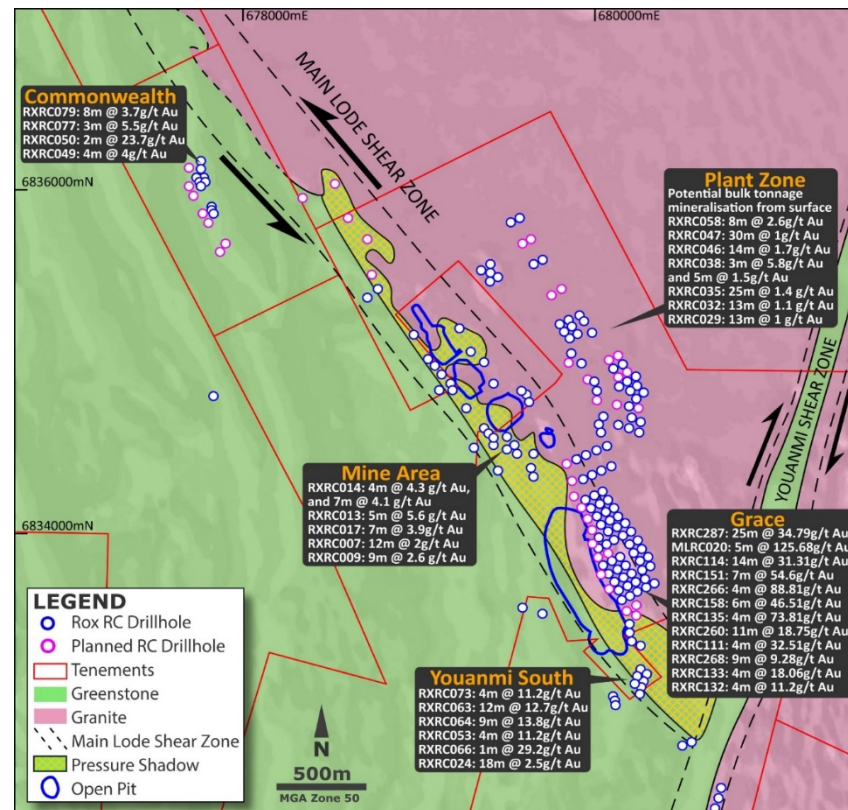 678000mE
680000mE
MAIN LODE SHEAR ZONE
Commonwealth
RXRC079: 8m @ 3.7g/t Au
RXRC077: 3m @ 5.5g/t Au
RXRC050: 2m @ 23.7g/t Au
RXRC049: 4m @ 4g/t Au
6836000mN
Plant Zone
Potential bulk tonnage
mineralisation from surface
RXRC058: 8m @ 2.6g/t Au
RXRC047: 30m @ 1g/t Au
RXRC046: 14m @ 1.7g/t Au
RXRC038: 3m @ 5.8g/t Au
and 5m @ 1.5g/t Au
RXRC035: 25m @ 1.4 g/t Au
RXRC032: 13m @ 1.1 g/t Au
RXRC029: 13m @ 1 g/t Au
YOUANMI SHEAR ZONE
Mine Area
RXRC014: 4m @ 4.3 g/t Au,
and 7m @ 4.1 g/t Au
RXRC013: 5m @ 5.6 g/t Au
RXRC017: 7m @ 3.9g/t Au
RXRC007: 12m @ 2g/t Au
RXRC009: 9m @ 2.6 g/t Au
6834000mN
Grace
RXRC287: 25m @ 34.79g/t Au
MLRC020: 5m @ 125.68g/t Au
RXRC114: 14m @ 31.31g/t Au
RXRC151: 7m @ 54.6g/t Au
RXRC266: 4m @ 88.81g/t Au
RXRC158: 6m @ 46.51g/t Au
RXRC135: 4m @ 73.81g/t Au
RXRC260: 11m @ 18.75g/t Au
RXRC111: 4m @ 32.51g/t Au
RXRC268: 9m @ 9.28g/t Au
RXRC133: 4m @ 18.06g/t Au
RXRC132: 4m @ 11.2g/t Au
Youanmi South
RXRC073: 4m @ 11.2g/t Au
RXRC063: 12m @ 12.7g/t Au
RXRC064: 9m @ 13.8g/t Au
RXRC053: 4m @ 11.2g/t Au
RXRC066: 1m @ 29.2g/t Au
RXRC024: 18m @ 2.5g/t Au
LEGEND
Rox RC Drillhole
Planned RC Drillhole
Tenements
Greenstone
Granite
Main Lode Shear Zone
Pressure Shadow
Open Pit
N
500m
MGA Zone 50